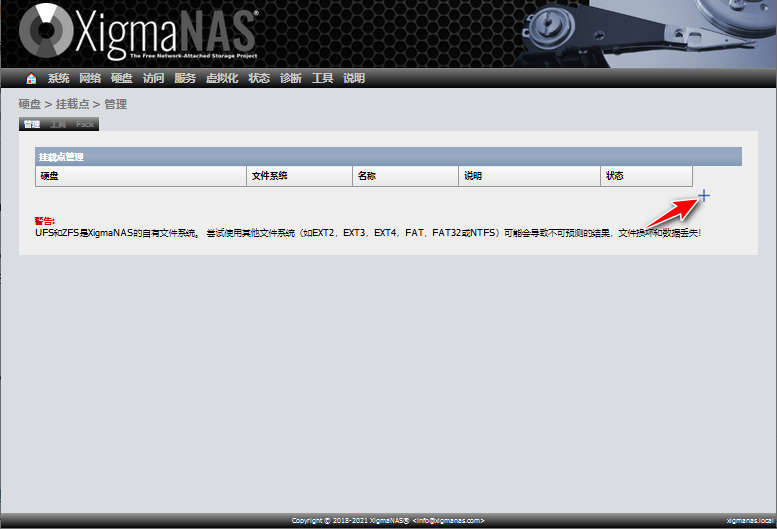 XigmaNAS®
The Free Network-Attached Storage Project
系统 网络 硬盘 访问 服务 虚拟化 状态 诊断 工具 说明
硬盘 > 挂载点 > 管理
管理 工具 Fsck
挂载点管理
硬盘 文件系统 名称 说明 状态
警告:
UFS和ZFS是XigmaNAS的自有文件系统。 尝试使用其他文件系统（如EXT2，EXT3，EXT4，FAT，FAT32或NTFS）可能会导致不可预测的结果，文件损坏和数据丢失！
Copyright © 2018-2021 XigmaNAS® <info@xigmanas.com>
xigmanas.local